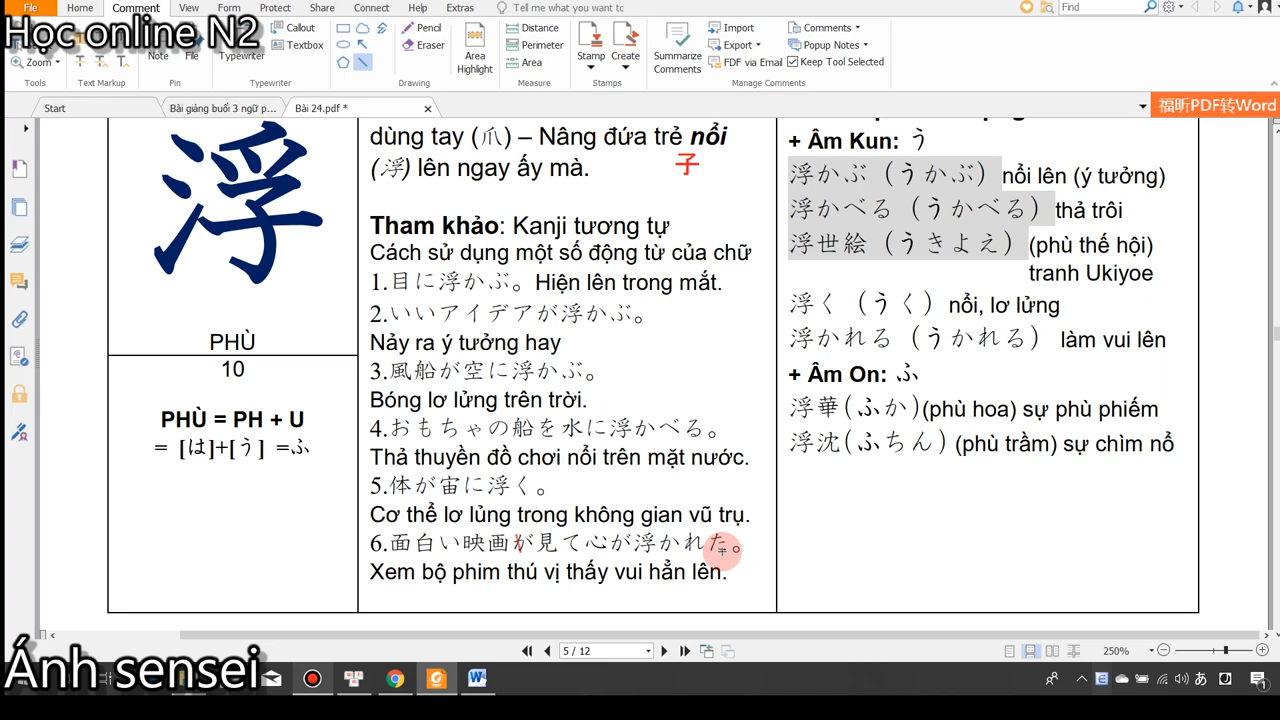 File Home Comment View Form Protect Share Connect Help Extras Tell me what you want tc Find
Học online N2
Zoom
Note
File
Typewriter
Callout
Textbox
Pencil
Eraser
Area Highlight
Distance
Perimeter
Area
Stamp
Create
Summarize Comments
Import
Export
FDF via Email
Comments
Popup Notes
Keep Tool Selected
Tools Text Markup Pin Typewriter Drawing Measure Stamps Manage Comments
Start Bài giảng buổi 3 ngữ p... Bài 24.pdf * 福昕PDF转Word
浮
PHÙ
10
PHÙ = PH + U
= [は]+[う] =ふ
dùng tay (爪) – Nâng đứa trẻ nổi
(浮) lên ngay ấy mà.
子
Tham khảo: Kanji tương tự
Cách sử dụng một số động từ của chữ
1.目に浮かぶ。Hiện lên trong mắt.
2.いいアイデアが浮かぶ。
Nảy ra ý tưởng hay
3.風船が空に浮かぶ。
Bóng lơ lửng trên trời.
4.おもちゃの船を水に浮かべる。
Thả thuyền đồ chơi nổi trên mặt nước.
5.体が宙に浮く。
Cơ thể lơ lủng trong không gian vũ trụ.
6.面白い映画が見て心が浮かれた。
Xem bộ phim thú vị thấy vui hẳn lên.
+ Âm Kun: う
浮かぶ（うかぶ）nổi lên (ý tưởng)
浮かべる（うかべる）thả trôi
浮世絵（うきよえ）(phù thế hội)
tranh Ukiyoe
浮く（うく）nổi, lơ lửng
浮かれる（うかれる） làm vui lên
+ Âm On: ふ
浮華(ふか)(phù hoa) sự phù phiếm
浮沈(ふちん) (phù trầm) sự chìm nổ
5 / 12
250%
Ánh sensei
あ